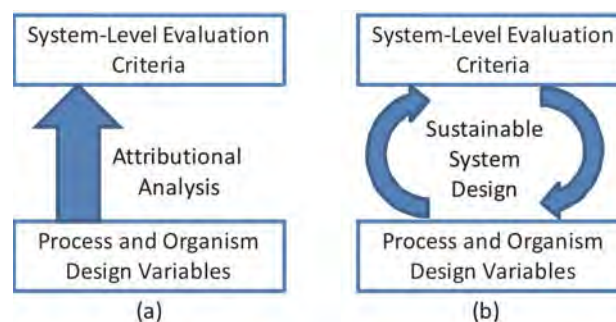 System-Level Evaluation
Criteria
Attributional
Analysis
Process and Organism
Design Variables
(a)
System-Level Evaluation
Criteria
Sustainable
System
Design
Process and Organism
Design Variables
(b)